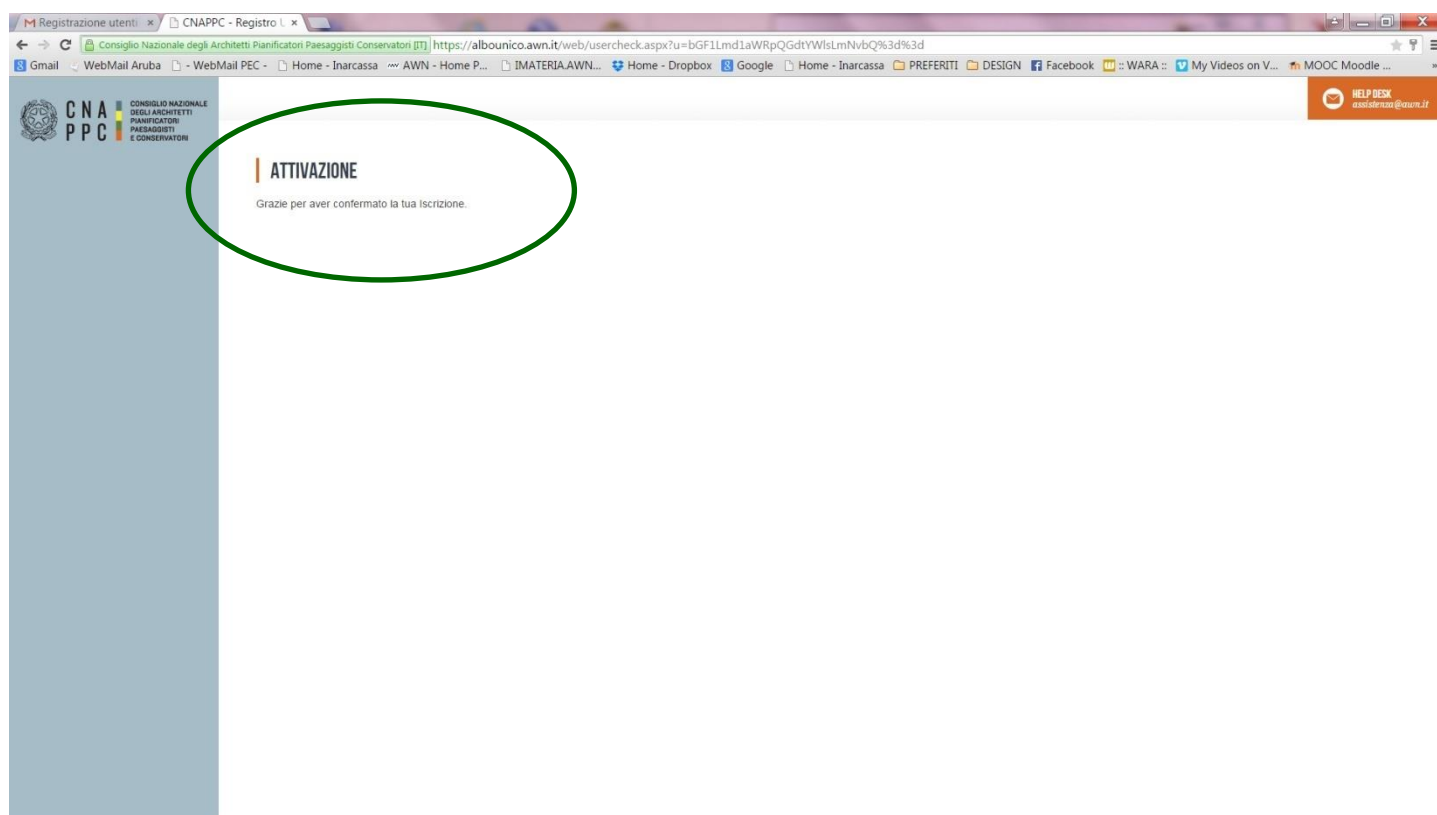 Registrazione utenti
CNAPPC - Registro U
Consiglio Nazionale degli Architetti Pianificatori Paesaggisti Conservatori [IT] https://albounico.awn.it/web/usercheck.aspx?u=bGF1Lmd1aWRpQGdtYWlsLmNvbQ%3d%3d
Gmail WebMail Aruba - WebMail PEC - Home - Inarcassa AWN - Home P... IMATERIA.AWN... Home - Dropbox Google Home - Inarcassa PREFERITI DESIGN Facebook :: WARA :: My Videos on V... MOOC Moodle ... »
CNA
PPC
CONSIGLIO NAZIONALE
DEGLI ARCHITETTI
PIANIFICATORI
PAESAGGISTI
E CONSERVATORI
HELP DESK
assistenza@awn.it
ATTIVAZIONE
Grazie per aver confermato la tua Iscrizione.